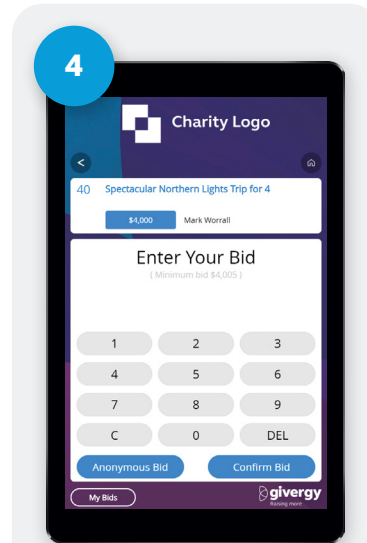 4
Charity Logo
<
40 Spectacular Northern Lights Trip for 4
$4,000 Mark Worrall
Enter Your Bid
( Minimum bid $4,005 )
1 2 3
4 5 6
7 8 9
C 0 DEL
Anonymous Bid Confirm Bid
My Bids givergy
Raising more